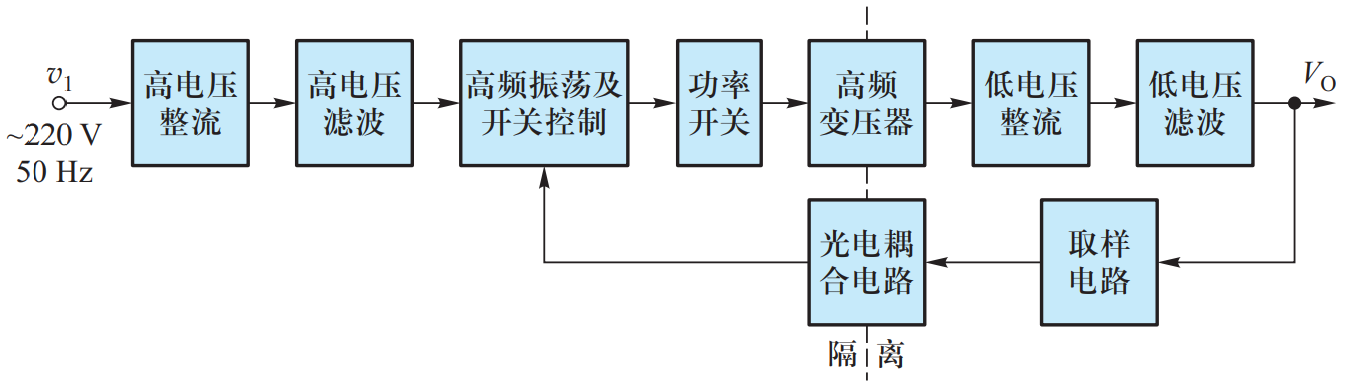 v₁
~220 V
50 Hz
高电压
整流
高电压
滤波
高频振荡及
开关控制
功率
开关
高频
变压器
低电压
整流
低电压
滤波
V_O
光电耦
合电路
取样
电路
隔离